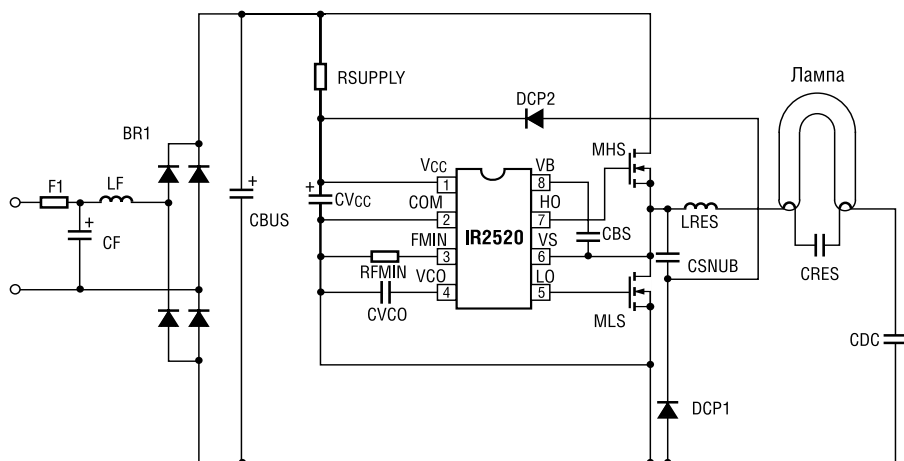 RSUPPLY
Лампа
DCP2
BR1
MHS
F1
LF
+
CF
+
CBUS
+
CVcc
Vcc
1
COM
2
FMIN
3
VCO
4
IR2520
VB
8
HO
7
VS
6
LO
5
CBS
LRES
CSNUB
CRES
RFMIN
CVCO
MLS
CDC
DCP1